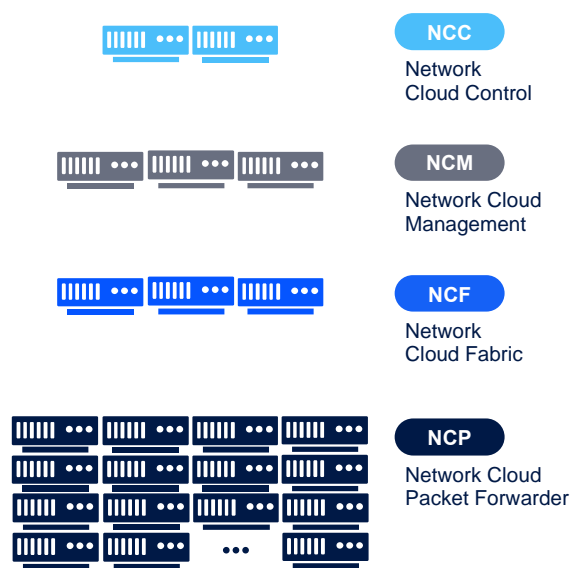 NCC
Network
Cloud Control
NCM
Network Cloud
Management
NCF
Network
Cloud Fabric
NCP
Network Cloud
Packet Forwarder